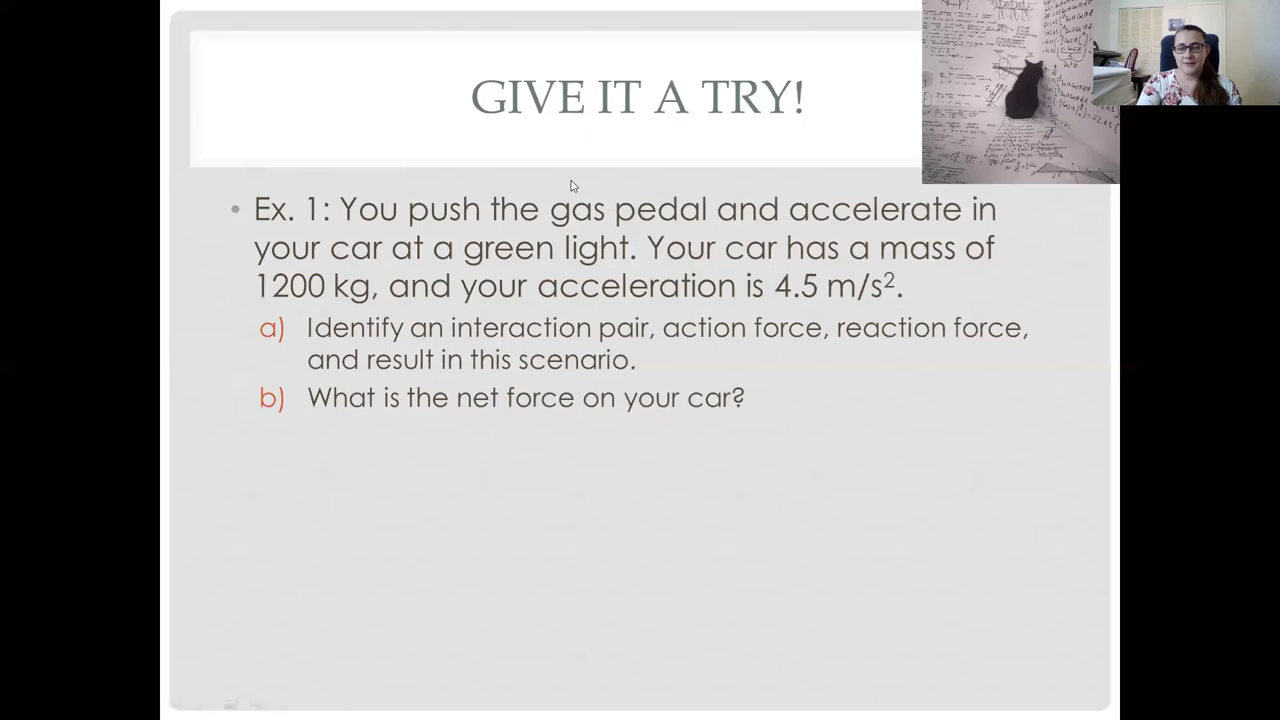 GIVE IT A TRY!
• Ex. 1: You push the gas pedal and accelerate in
your car at a green light. Your car has a mass of
1200 kg, and your acceleration is 4.5 m/s².
a) Identify an interaction pair, action force, reaction force,
and result in this scenario.
b) What is the net force on your car?